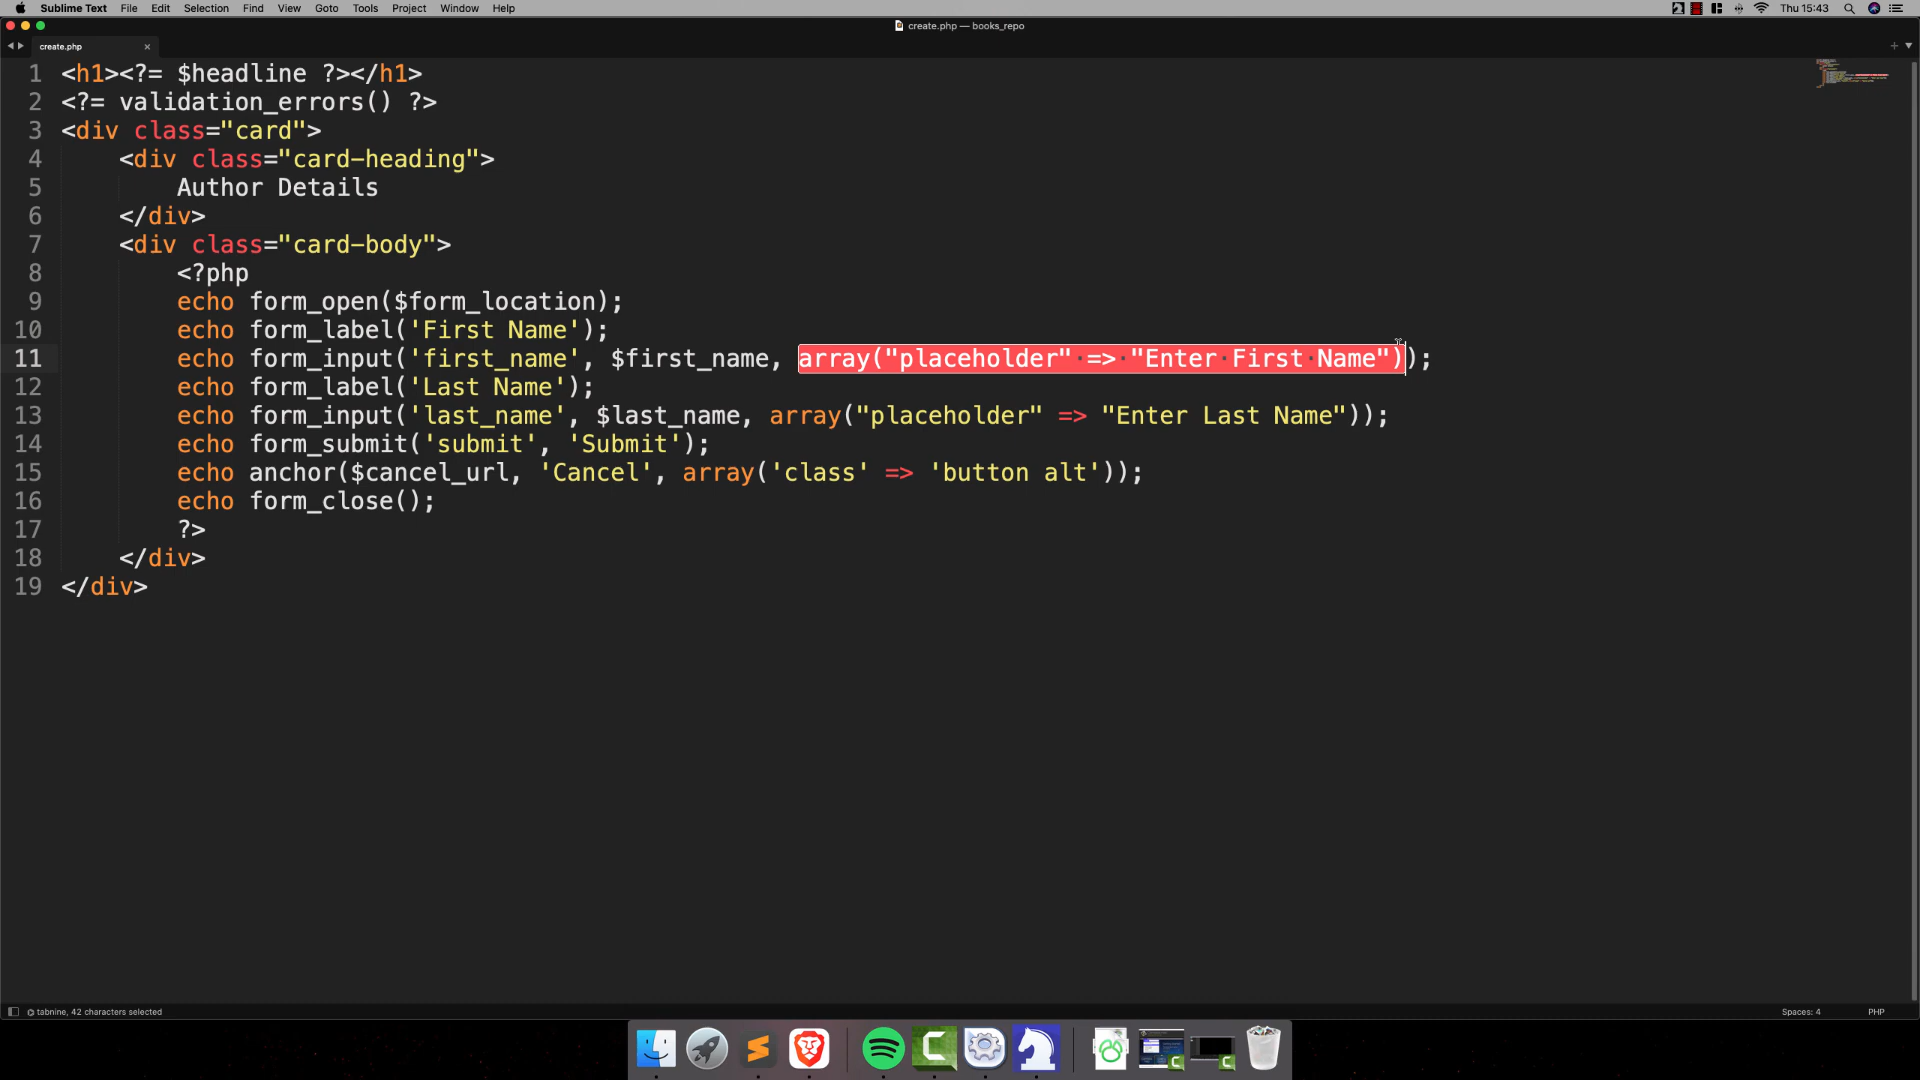 Sublime Text File Edit Selection Find View Goto Tools Project Window Help Thu 15:43
create.php — books_repo
create.php
1 <h1><?= $headline ?></h1>
2 <?= validation_errors() ?>
3 <div class="card">
4 <div class="card-heading">
5 Author Details
6 </div>
7 <div class="card-body">
8 <?php
9 echo form_open($form_location);
10 echo form_label('First Name');
11 echo form_input('first_name', $first_name, array("placeholder" => "Enter First Name"));
12 echo form_label('Last Name');
13 echo form_input('last_name', $last_name, array("placeholder" => "Enter Last Name"));
14 echo form_submit('submit', 'Submit');
15 echo anchor($cancel_url, 'Cancel', array('class' => 'button alt'));
16 echo form_close();
17 ?>
18 </div>
19 </div>
tabnine, 42 characters selected Spaces: 4 PHP